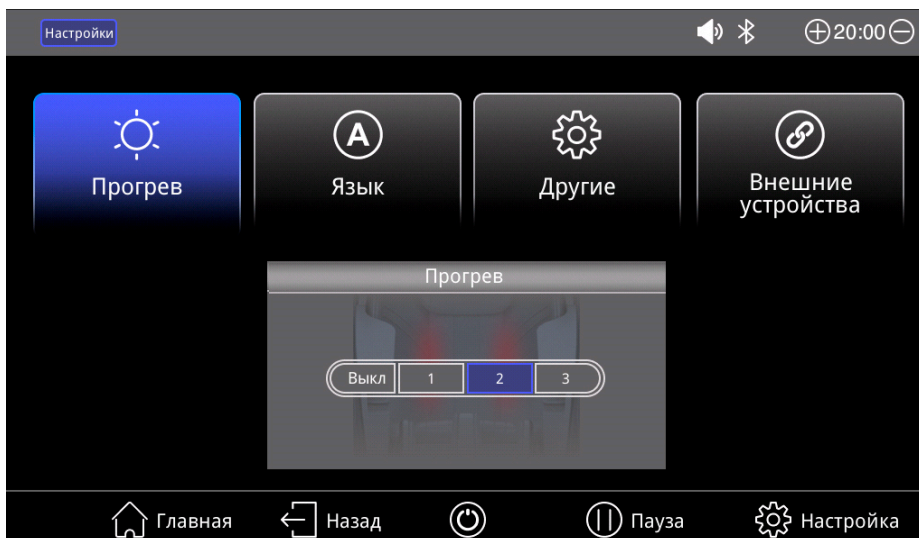 Настройки
20:00
Прогрев
Язык
Другие
Внешние
устройства
Прогрев
Выкл 1 2 3
Главная
Назад
Пауза
Настройка